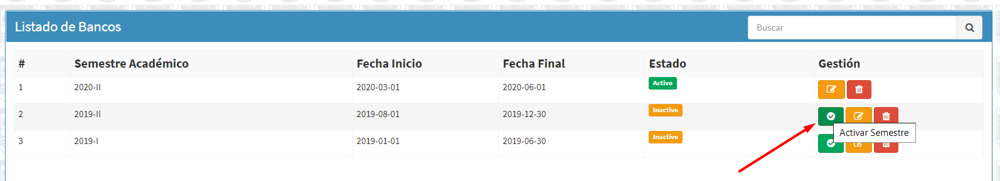 Listado de Bancos
Buscar
# Semestre Académico Fecha Inicio Fecha Final Estado Gestión
1 2020-II 2020-03-01 2020-06-01 Activo
2 2019-II 2019-08-01 2019-12-30 Inactivo
Activar Semestre
3 2019-I 2019-01-01 2019-06-30 Inactivo